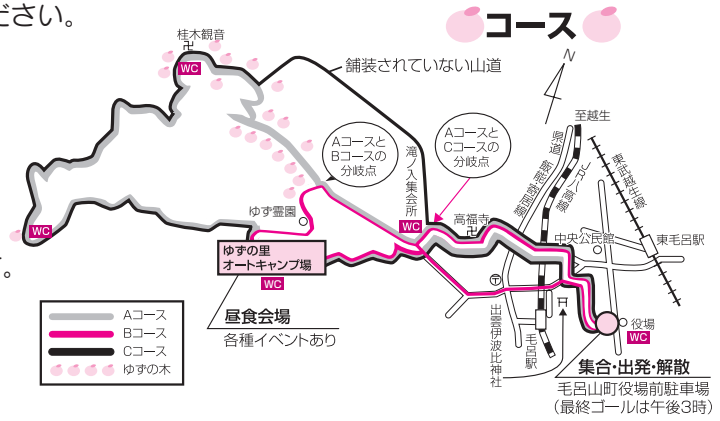 ださい。
コース
N
桂木観音
WC
舗装されていない山道
至越生
Aコースと
Bコースの
分岐点
Aコースと
Cコースの
分岐点
滝ノ入集会所
県道 飯能寄居線
JR八高線
東武越生線
WC
高福寺
ゆず霊園
中央公民館
東毛呂駅
WC
ゆずの里
オートキャンプ場
WC
す。
昼食会場
各種イベントあり
出雲伊波比神社
毛呂駅
役場
WC
集合・出発・解散
毛呂山町役場前駐車場
(最終ゴールは午後3時)
Aコース
Bコース
Cコース
ゆずの木